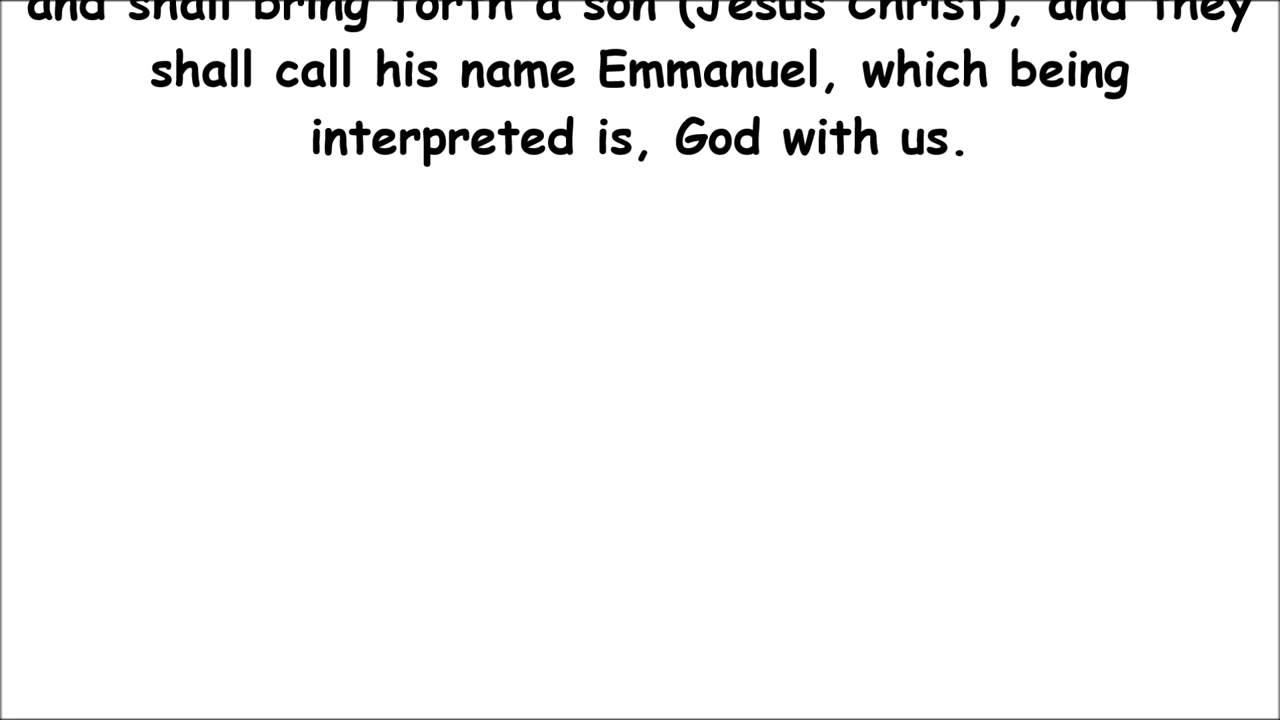 and shall bring forth a son (Jesus Christ), and they
shall call his name Emmanuel, which being
interpreted is, God with us.